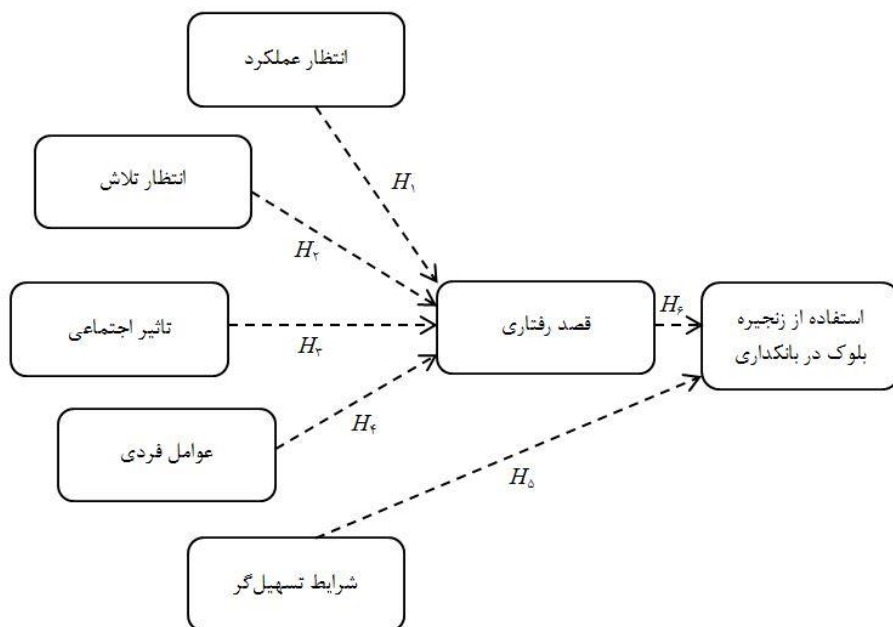 انتظار عملکرد
انتظار تلاش
H۱
H۲
تاثیر اجتماعی
H۳
قصد رفتاری
H۶
استفاده از زنجیره
بلوک در بانکداری
عوامل فردی
H۴
H۵
شرایط تسهیل‌گر